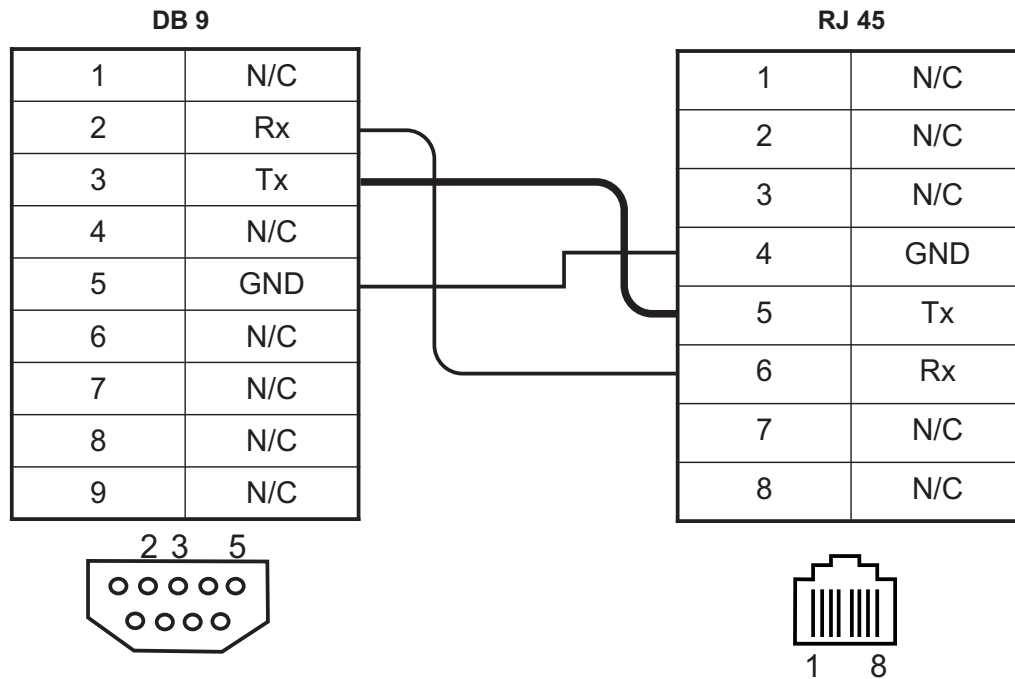 DB 9
1 N/C
2 Rx
3 Tx
4 N/C
5 GND
6 N/C
7 N/C
8 N/C
9 N/C
2 3 5
RJ 45
1 N/C
2 N/C
3 N/C
4 GND
5 Tx
6 Rx
7 N/C
8 N/C
1 8